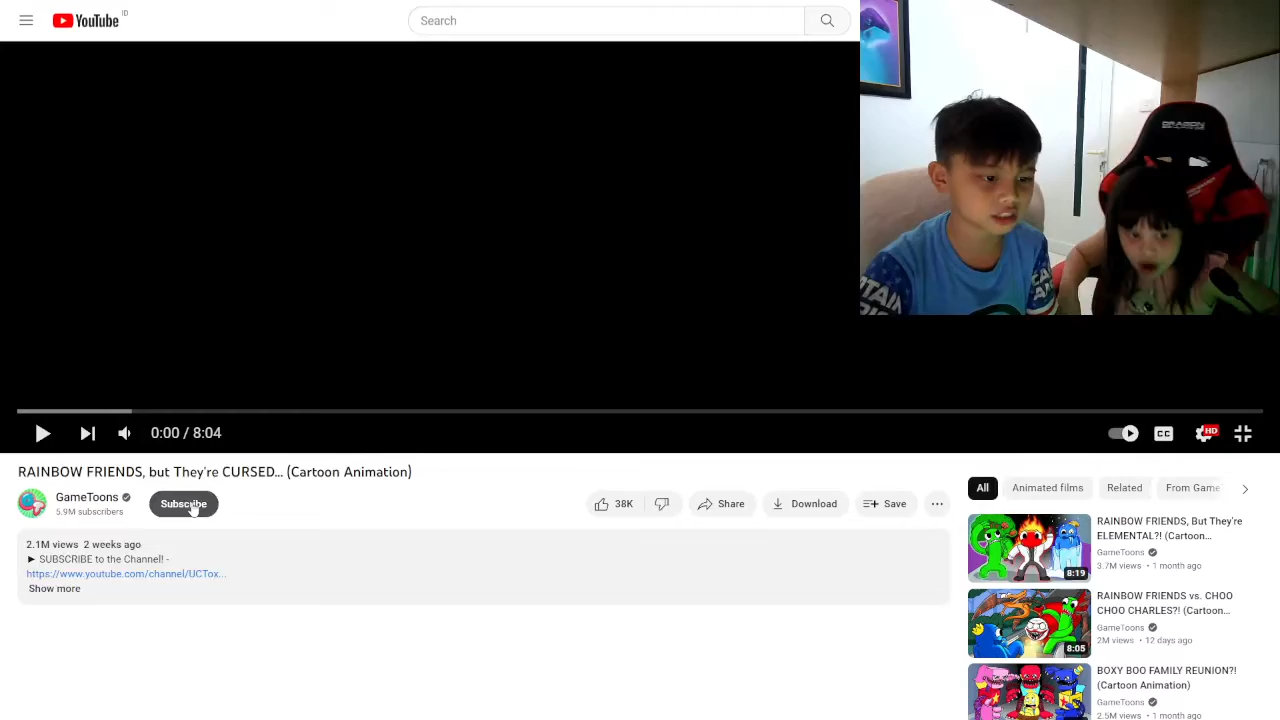 YouTube ID
Search
DRAGON
0:00 / 8:04
CC
HD
RAINBOW FRIENDS, but They're CURSED... (Cartoon Animation)
GameToons
5.9M subscribers
Subscribe
38K
Share
Download
Save
2.1M views 2 weeks ago
► SUBSCRIBE to the Channel! -
https://www.youtube.com/channel/UCTox...
Show more
All
Animated films
Related
From Game
RAINBOW FRIENDS, But They're
ELEMENTAL?! (Cartoon...
GameToons
3.7M views • 1 month ago
8:19
RAINBOW FRIENDS vs. CHOO
CHOO CHARLES?! (Cartoon...
GameToons
2M views • 12 days ago
8:05
BOXY BOO FAMILY REUNION?!
(Cartoon Animation)
GameToons
2.5M views • 1 month ago